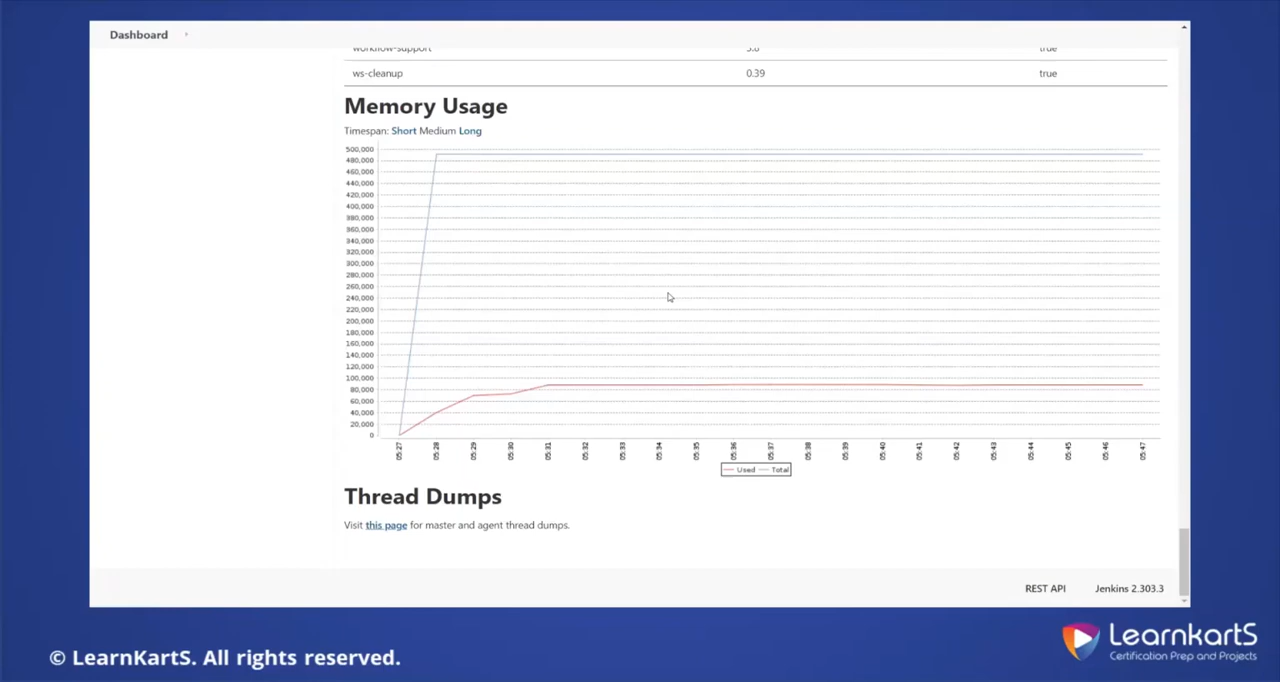 Dashboard
workflow-support 3.8 true
ws-cleanup 0.39 true
Memory Usage
Timespan: Short Medium Long
500,000
480,000
460,000
440,000
420,000
400,000
380,000
360,000
340,000
320,000
300,000
280,000
260,000
240,000
220,000
200,000
180,000
160,000
140,000
120,000
100,000
80,000
60,000
40,000
20,000
0
05:27 05:28 05:29 05:30 05:31 05:32 05:33 05:34 05:35 05:36 05:37 05:38 05:39 05:40 05:41 05:42 05:43 05:44 05:45 05:46 05:47
Used Total
Thread Dumps
Visit this page for master and agent thread dumps.
REST API Jenkins 2.303.3
© LearnKartS. All rights reserved.
LearnkartS
Certification Prep and Projects